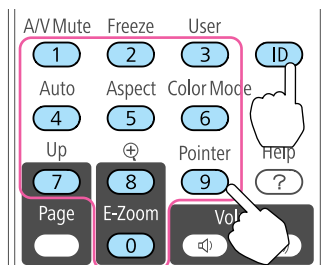 A/V Mute Freeze User
1 2 3 ID
Auto Aspect Color Mode
4 5 6
Up Pointer Help
7 8 9 ?
Page E-Zoom Vol
0